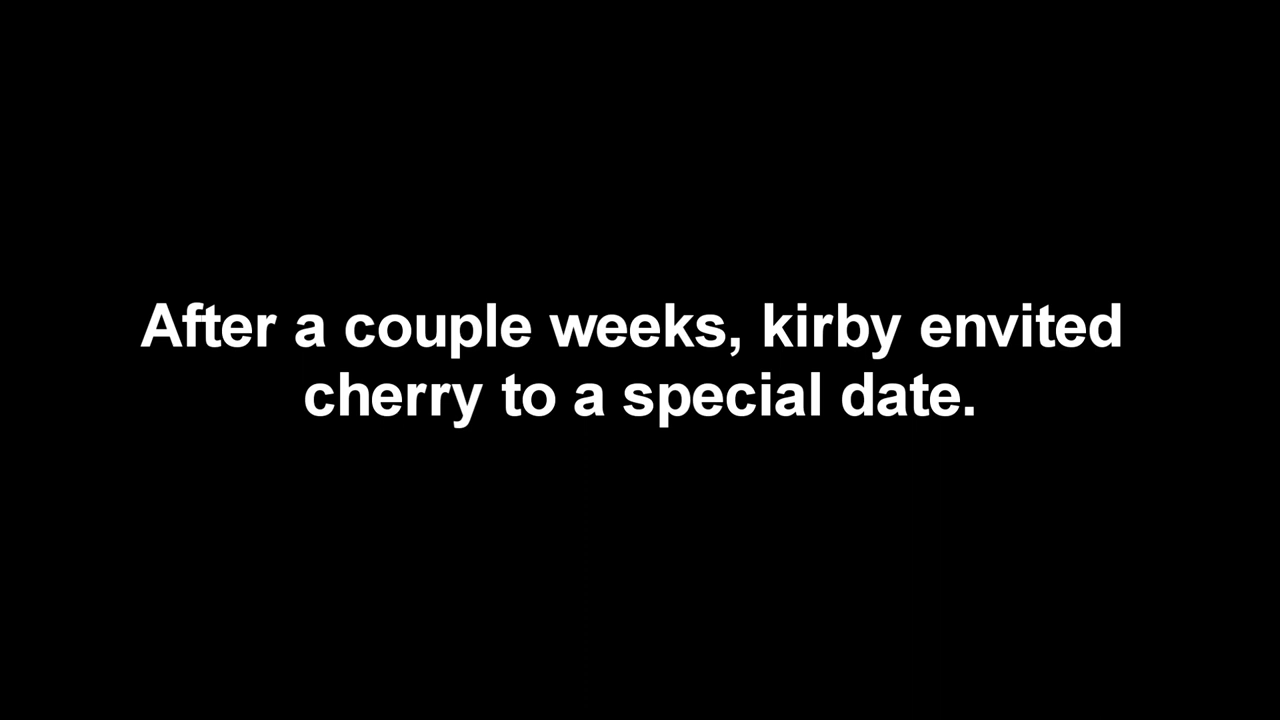 After a couple weeks, kirby envited
cherry to a special date.